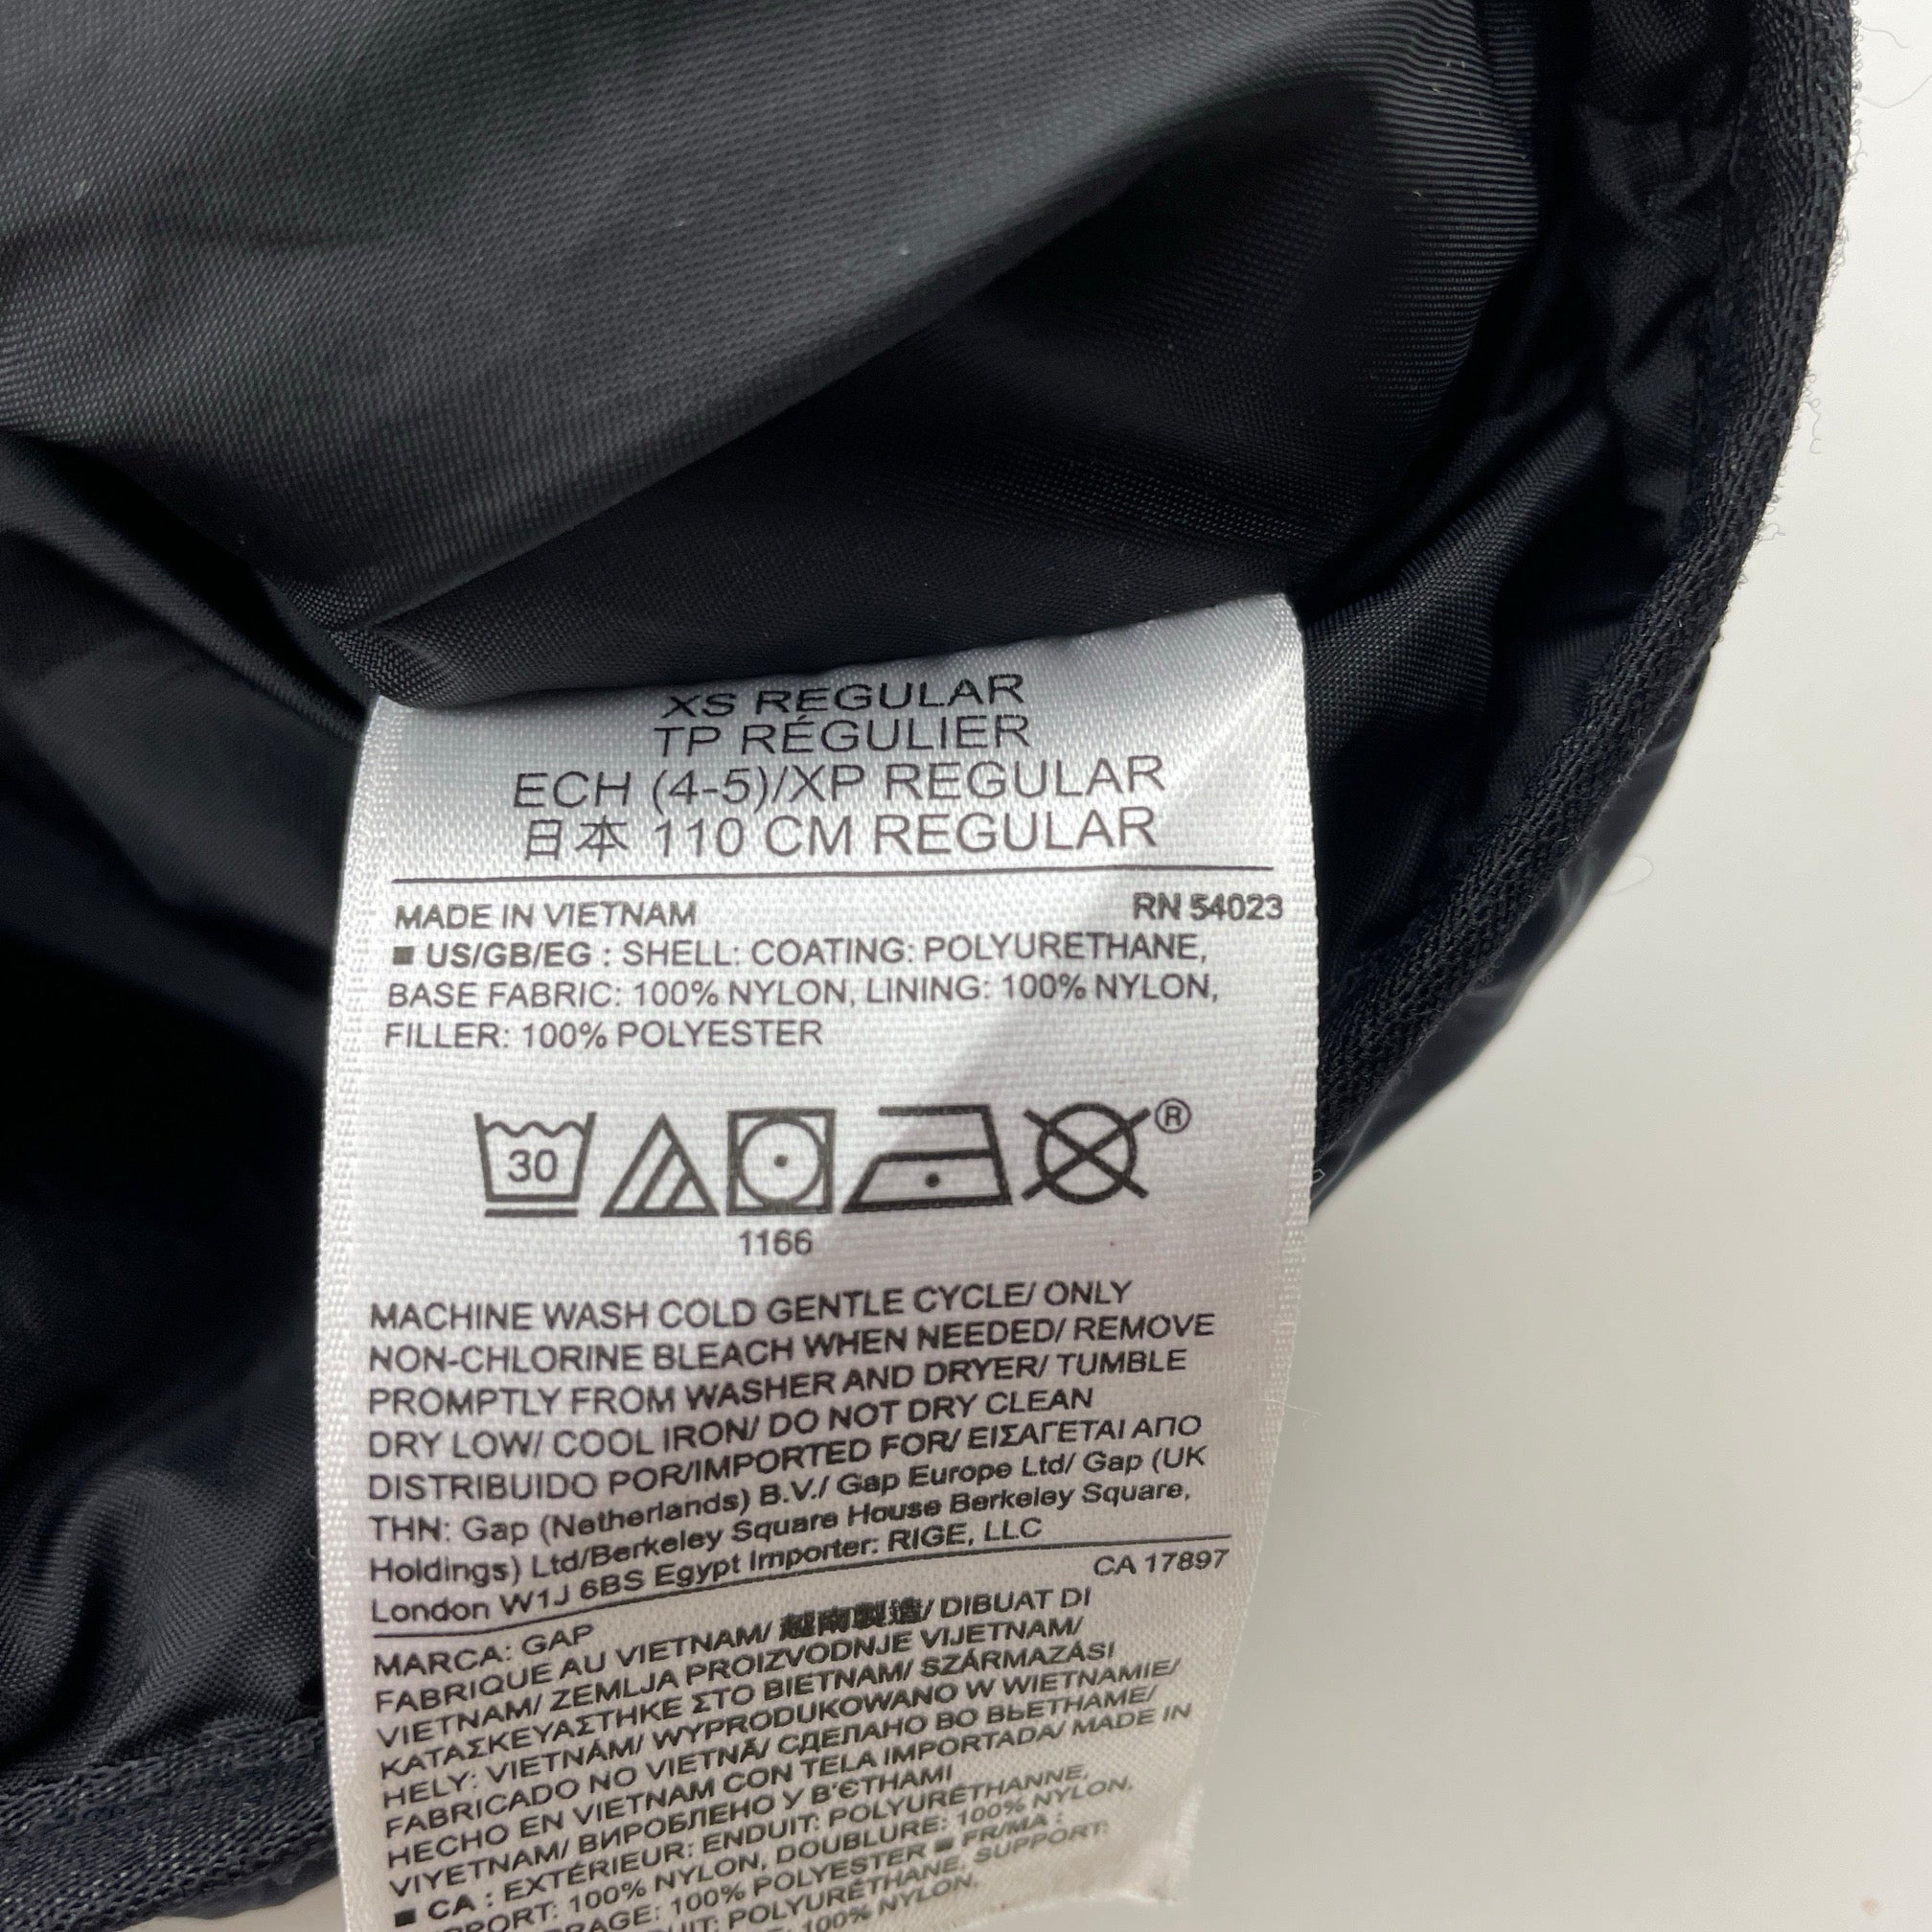 XS REGULAR
TP RÉGULIER
ECH (4-5)/XP REGULAR
日本 110 CM REGULAR
MADE IN VIETNAM RN 54023
■ US/GB/EG : SHELL: COATING: POLYURETHANE,
BASE FABRIC: 100% NYLON, LINING: 100% NYLON,
FILLER: 100% POLYESTER
30 ®
1166
MACHINE WASH COLD GENTLE CYCLE/ ONLY
NON-CHLORINE BLEACH WHEN NEEDED/ REMOVE
PROMPTLY FROM WASHER AND DRYER/ TUMBLE
DRY LOW/ COOL IRON/ DO NOT DRY CLEAN
DISTRIBUIDO POR/IMPORTED FOR/ ΕΙΣΑΓΕΤΑΙ ΑΠΟ
THN: Gap (Netherlands) B.V./ Gap Europe Ltd/ Gap (UK
Holdings) Ltd/Berkeley Square House Berkeley Square,
London W1J 6BS Egypt Importer: RIGE, LLC
CA 17897
MARCA: GAP
FABRIQUE AU VIETNAM/ 越南製造/ DIBUAT DI
VIETNAM/ ZEMLJA PROIZVODNJE VIJETNAM/
ΚΑΤΑΣΚΕΥΑΣΤΗΚΕ ΣΤΟ ΒΙΕΤΝΑΜ/ SZÁRMAZÁSI
HELY: VIETNÁM/ WYPRODUKOWANO W WIETNAMIE/
FABRICADO NO VIETNÃ/ СДЕЛАНО ВО ВЬЕТНАМЕ/
HECHO EN VIETNAM CON TELA IMPORTADA/ MADE IN
VIYETNAM/ ВИРОБЛЕНО У В'ЄТНАМІ
■ CA : EXTÉRIEUR: ENDUIT: POLYURÉTHANNE,
PPORT: 100% NYLON, DOUBLURE: 100% NYLON,
RAGE: 100% POLYESTER ■ FR/MA :
UIT: POLYURÉTHANE, SUPPORT:
100% NYLON,